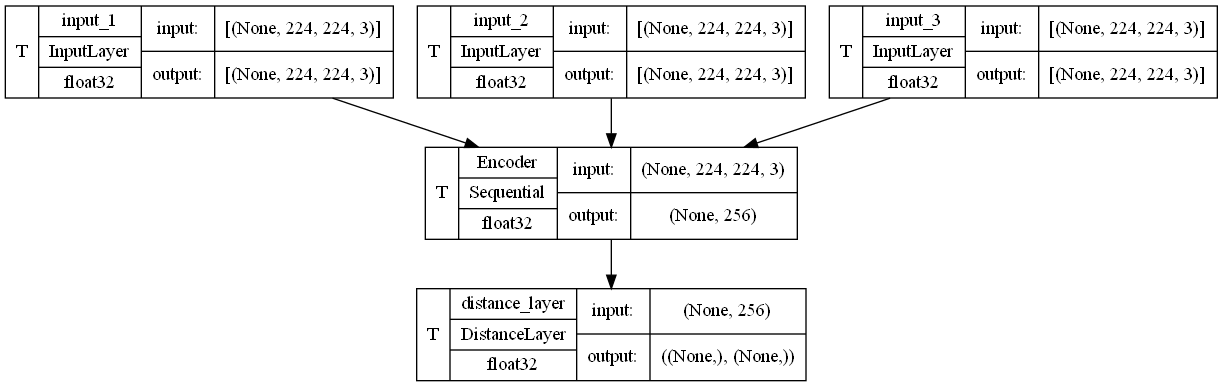 T
input_1
InputLayer
float32
input:
[(None, 224, 224, 3)]
output:
[(None, 224, 224, 3)]
T
input_2
InputLayer
float32
input:
[(None, 224, 224, 3)]
output:
[(None, 224, 224, 3)]
T
input_3
InputLayer
float32
input:
[(None, 224, 224, 3)]
output:
[(None, 224, 224, 3)]
T
Encoder
Sequential
float32
input:
(None, 224, 224, 3)
output:
(None, 256)
T
distance_layer
DistanceLayer
float32
input:
(None, 256)
output:
((None,), (None,))